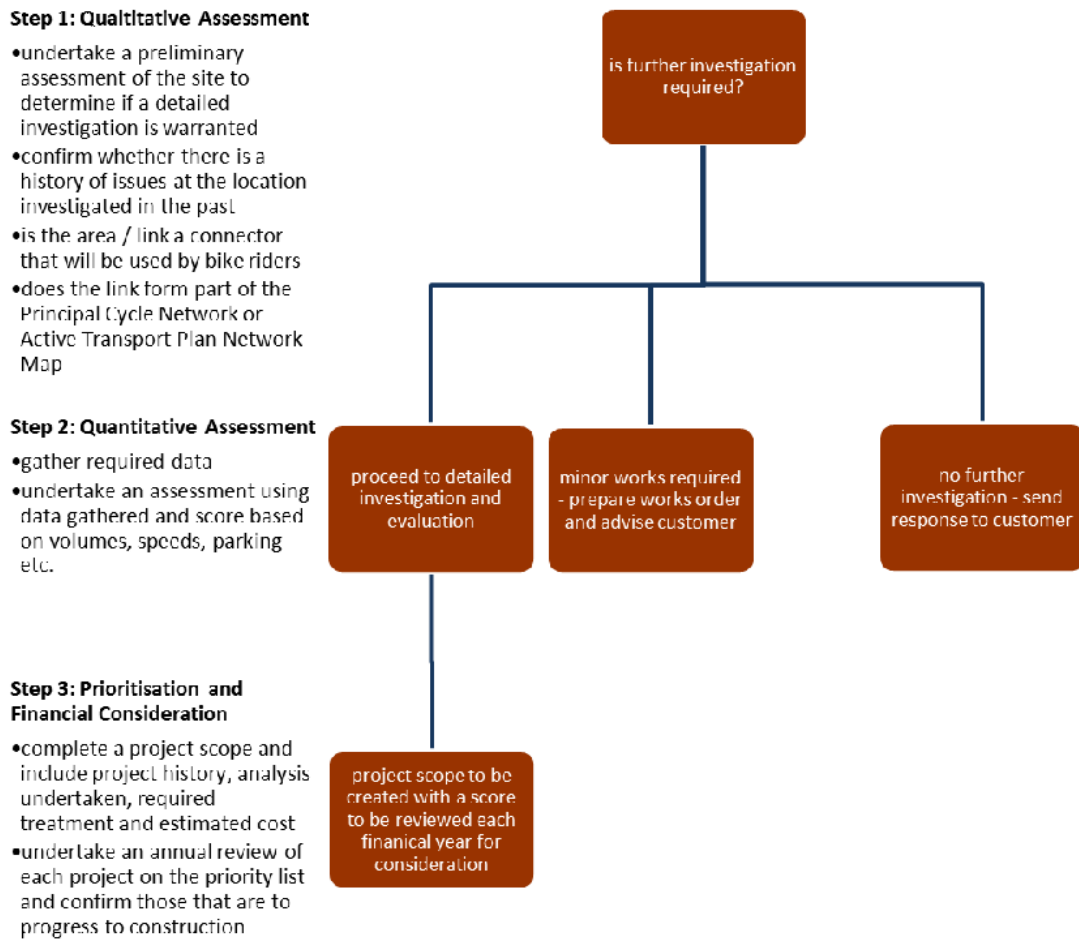 Step 1: Qualtitative Assessment
•undertake a preliminary
assessment of the site to
determine if a detailed
investigation is warranted
•confirm whether there is a
history of issues at the location
investigated in the past
•is the area / link a connector
that will be used by bike riders
•does the link form part of the
Principal Cycle Network or
Active Transport Plan Network
Map
is further investigation
required?
Step 2: Quantitative Assessment
•gather required data
•undertake an assessment using
data gathered and score based
on volumes, speeds, parking
etc.
proceed to detailed
investigation and
evaluation
minor works required
- prepare works order
and advise customer
no further
investigation - send
response to customer
Step 3: Prioritisation and
Financial Consideration
•complete a project scope and
include project history, analysis
undertaken, required
treatment and estimated cost
•undertake an annual review of
each project on the priority list
and confirm those that are to
progress to construction
project scope to be
created with a score
to be reviewed each
finanical year for
consideration